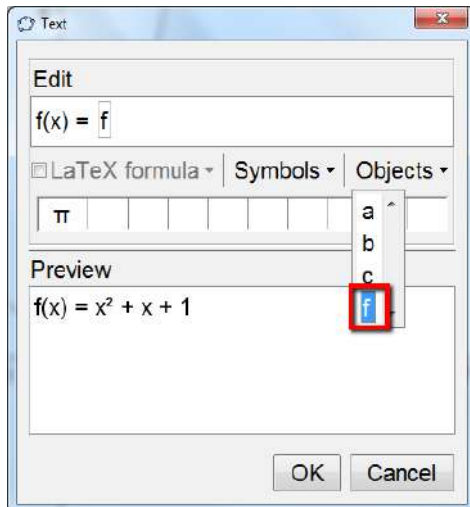 Text
Edit
f(x) = f
LaTeX formula Symbols Objects
π
a
b
c
f
Preview
f(x) = x² + x + 1
OK Cancel